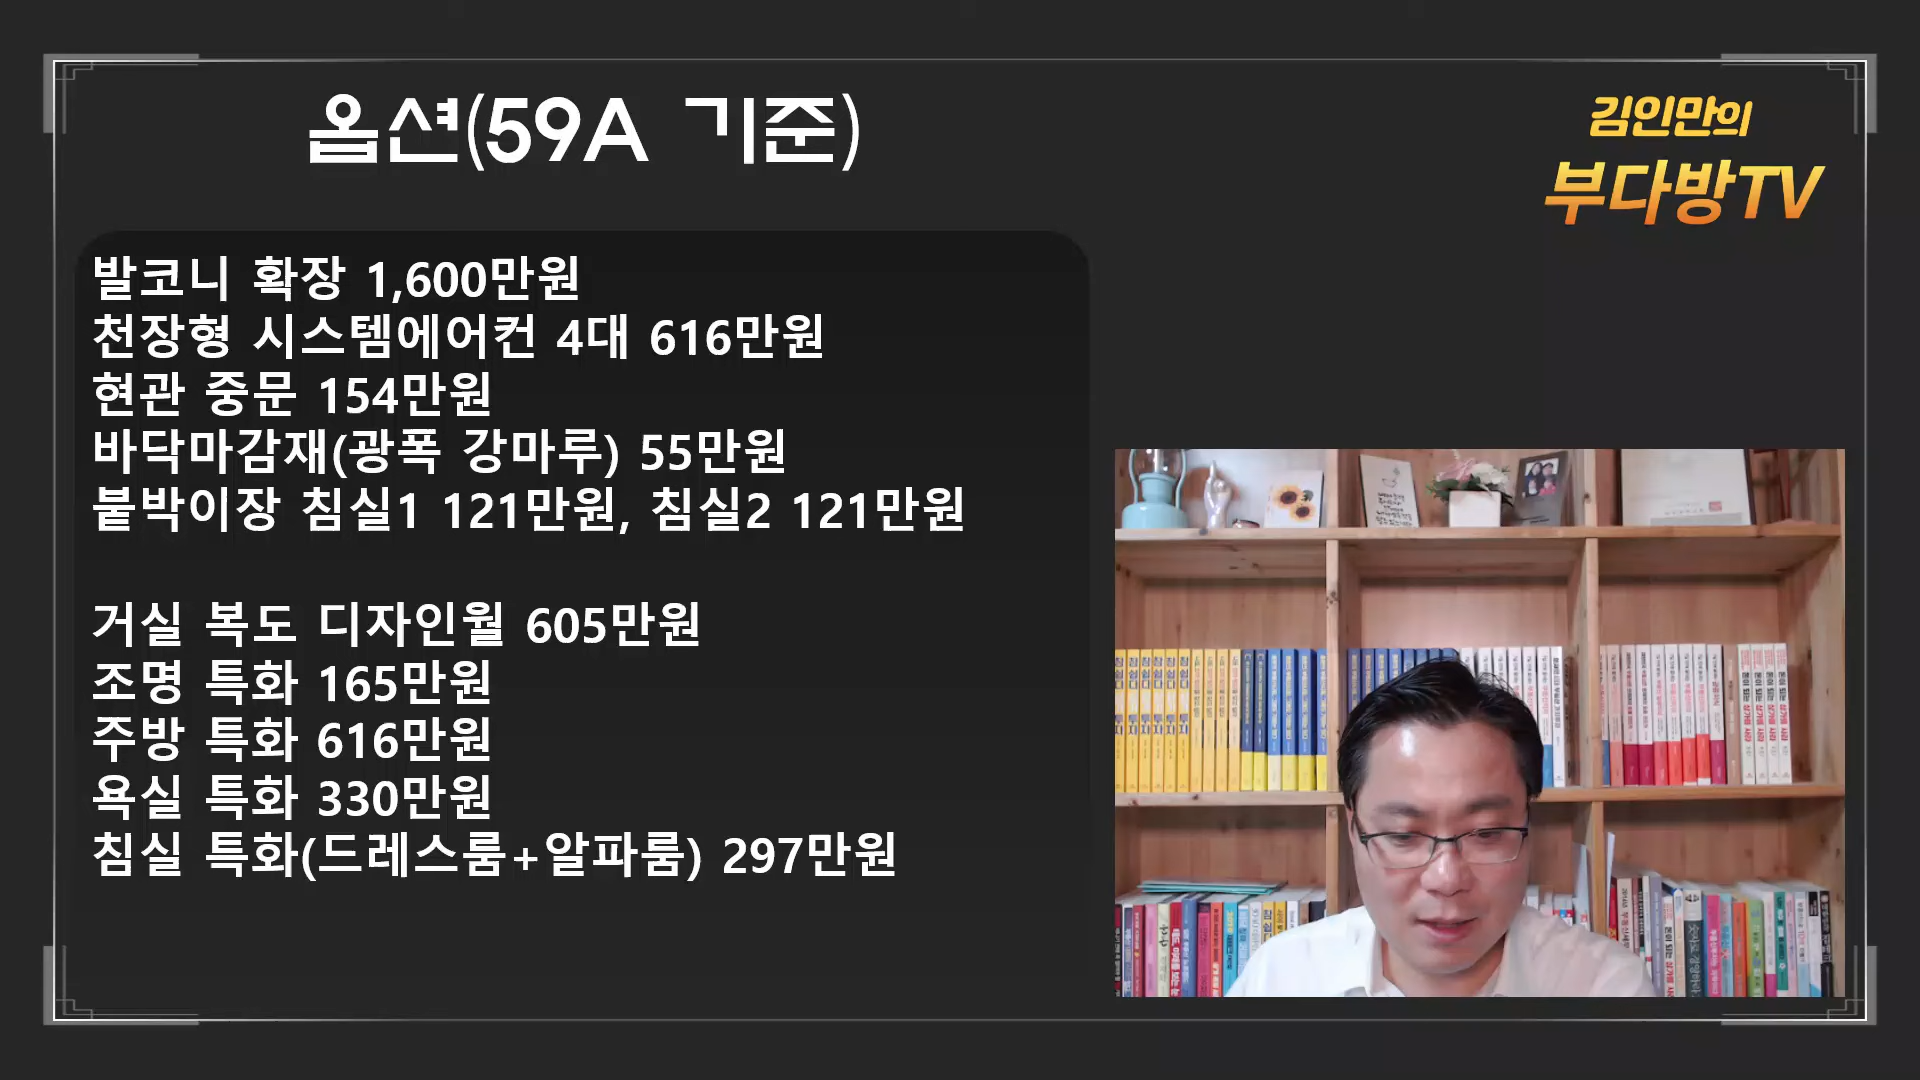 옵션(59A 기준)
김인만의
부다방TV
발코니 확장 1,600만원
천장형 시스템에어컨 4대 616만원
현관 중문 154만원
바닥마감재(광폭 강마루) 55만원
붙박이장 침실1 121만원, 침실2 121만원
거실 복도 디자인월 605만원
조명 특화 165만원
주방 특화 616만원
욕실 특화 330만원
침실 특화(드레스룸+알파룸) 297만원